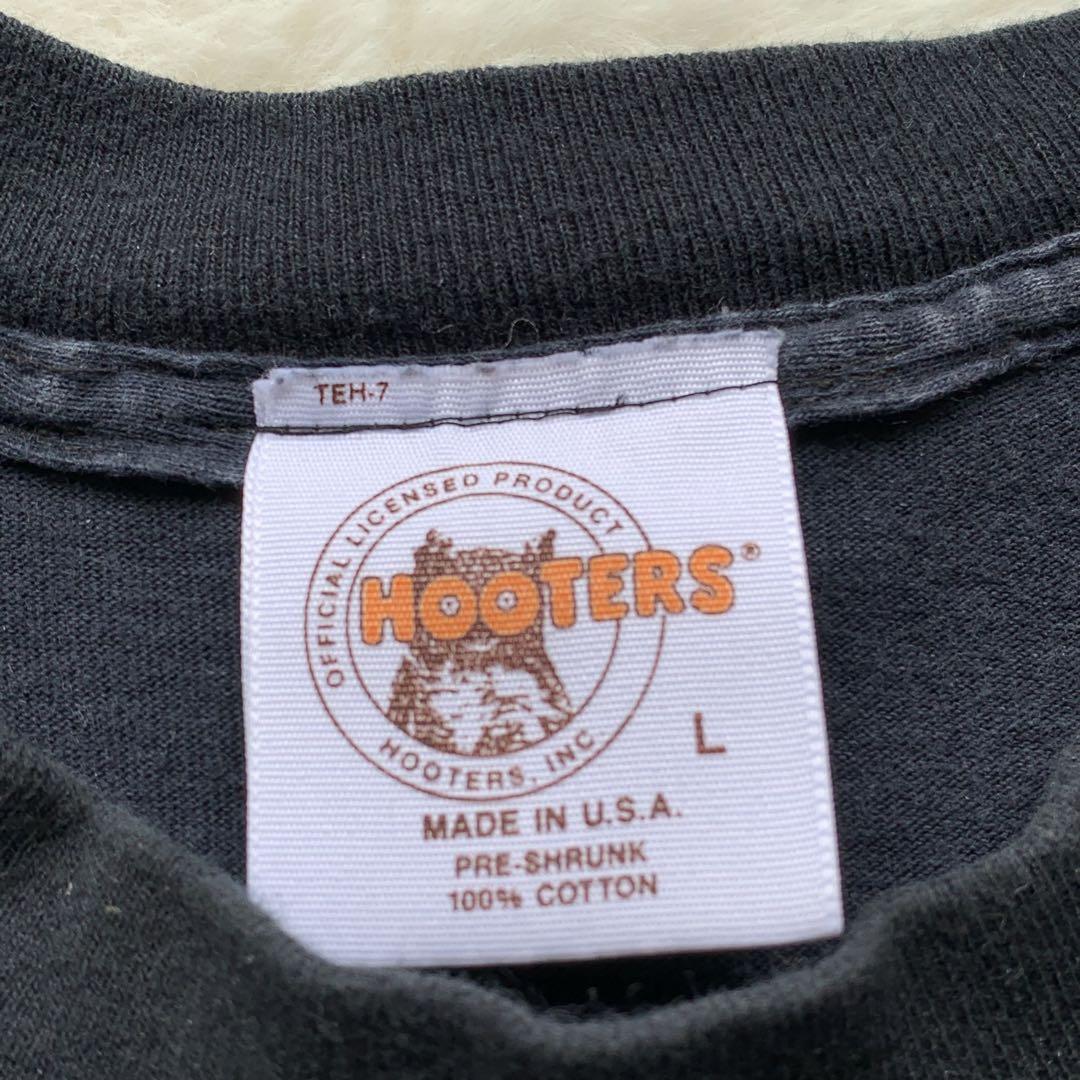 TEH-7
OFFICIAL LICENSED PRODUCT
HOOTERS®
HOOTERS, INC
L
MADE IN U.S.A.
PRE-SHRUNK
100% COTTON